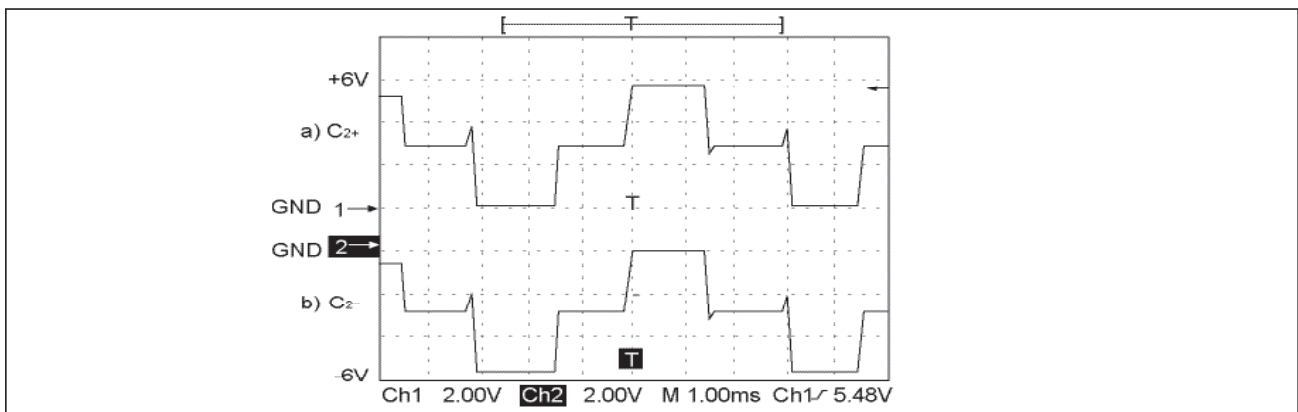 [ T ]
+6V
a) C2+
T
GND 1
GND 2
b) C2–
T
–6V
Ch1 2.00V Ch2 2.00V M 1.00ms Ch1 5.48V